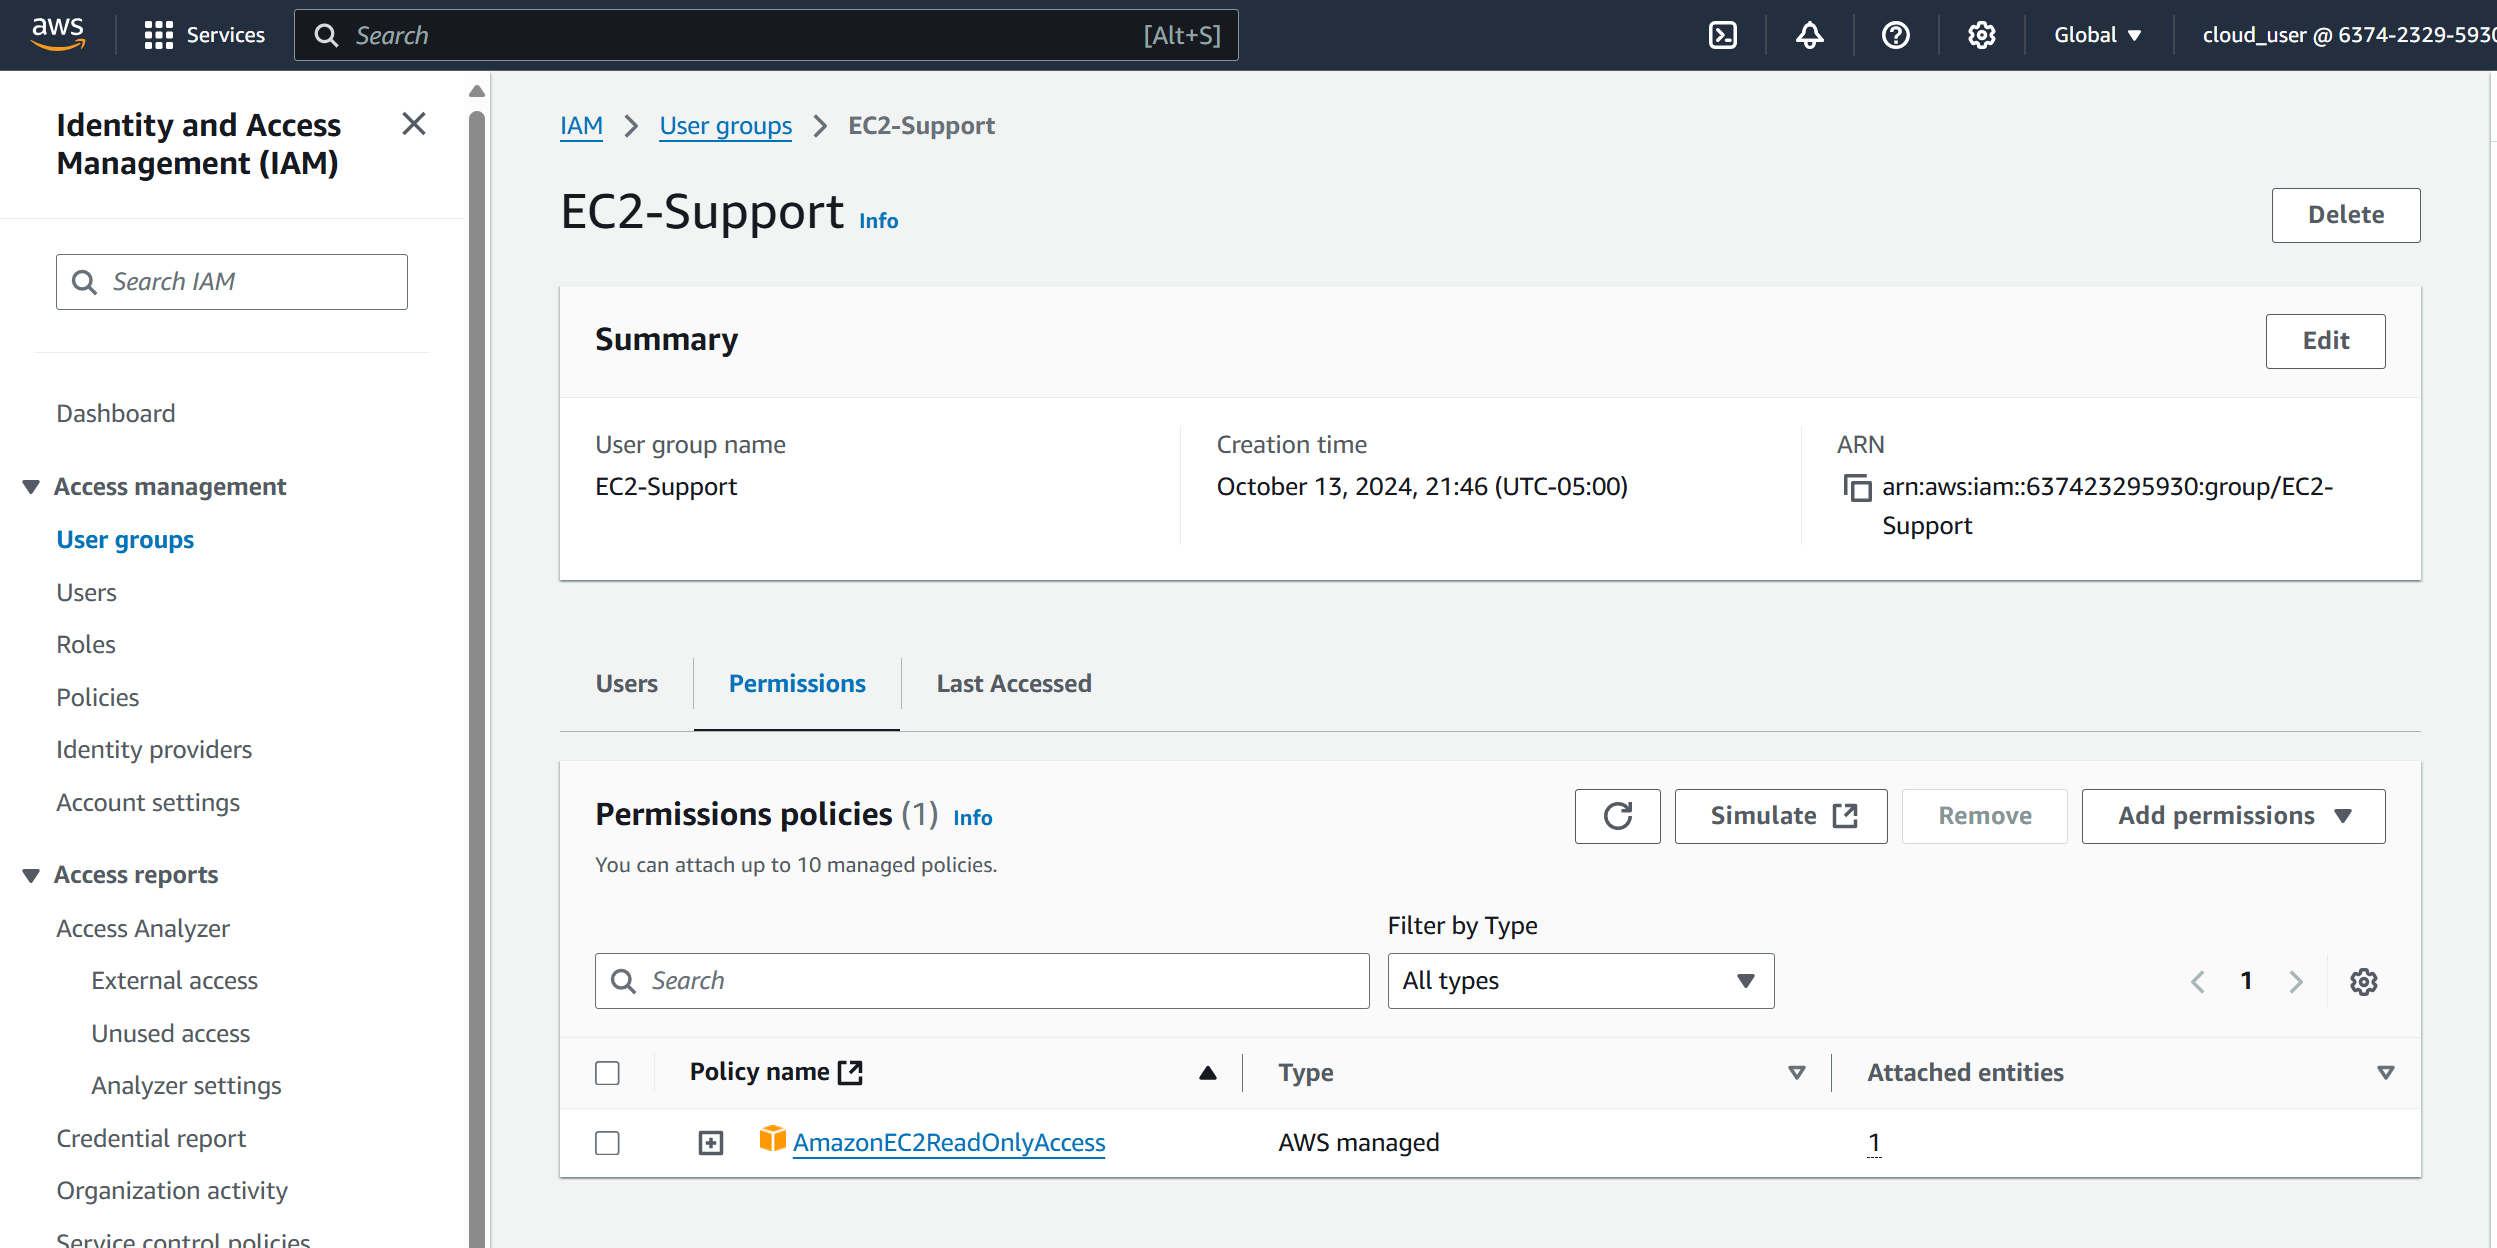 aws
Services
Search
[Alt+S]
Global
cloud_user @ 6374-2329-5930
Identity and Access
Management (IAM)
Search IAM
Dashboard
Access management
User groups
Users
Roles
Policies
Identity providers
Account settings
Access reports
Access Analyzer
External access
Unused access
Analyzer settings
Credential report
Organization activity
Service control policies
IAM > User groups > EC2-Support
EC2-Support Info
Delete
Summary
Edit
User group name
EC2-Support
Creation time
October 13, 2024, 21:46 (UTC-05:00)
ARN
arn:aws:iam::637423295930:group/EC2-
Support
Users
Permissions
Last Accessed
Permissions policies (1) Info
You can attach up to 10 managed policies.
Simulate
Remove
Add permissions
Filter by Type
Search
All types
1
Policy name
Type
Attached entities
AmazonEC2ReadOnlyAccess
AWS managed
1